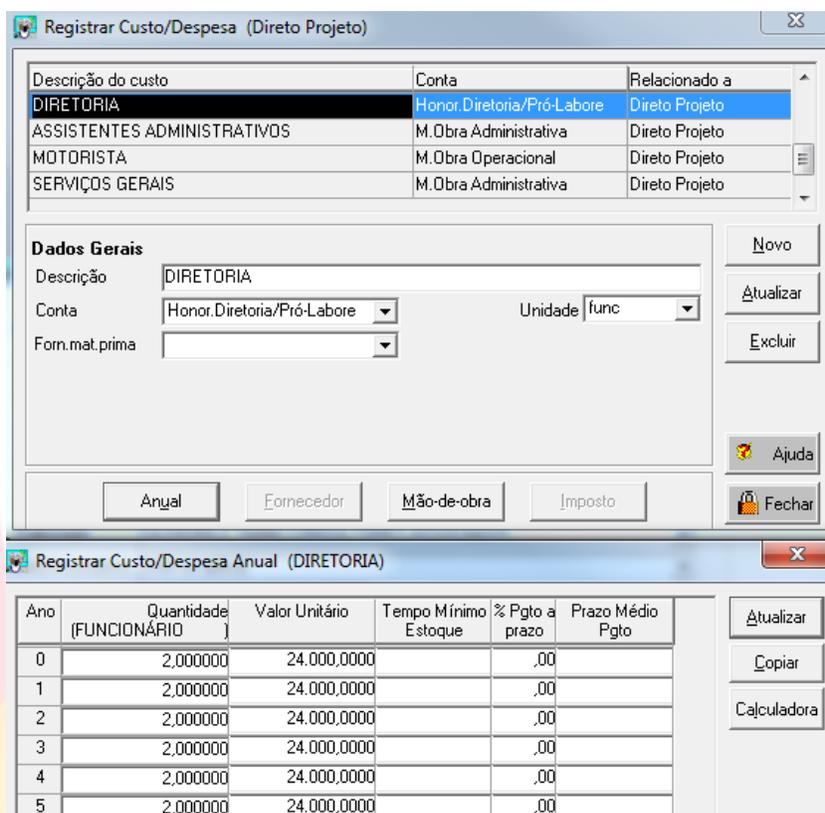 Registrar Custo/Despesa (Direto Projeto)
Descrição do custo Conta Relacionado a
DIRETORIA Honor.Diretoria/Pró-Labore Direto Projeto
ASSISTENTES ADMINISTRATIVOS M.Obra Administrativa Direto Projeto
MOTORISTA M.Obra Operacional Direto Projeto
SERVIÇOS GERAIS M.Obra Administrativa Direto Projeto
Dados Gerais
Novo
Descrição DIRETORIA
Atualizar
Conta Honor.Diretoria/Pró-Labore Unidade func
Forn.mat.prima
Excluir
Ajuda
Anual Fornecedor Mão-de-obra Imposto Fechar
Registrar Custo/Despesa Anual (DIRETORIA)
Ano Quantidade Valor Unitário Tempo Mínimo % Pgto a Prazo Médio
(FUNCIONÁRIO ) Estoque prazo Pgto
Atualizar
0 2,000000 24.000,0000 ,00
Copiar
1 2,000000 24.000,0000 ,00
2 2,000000 24.000,0000 ,00
Calculadora
3 2,000000 24.000,0000 ,00
4 2,000000 24.000,0000 ,00
5 2,000000 24.000,0000 ,00